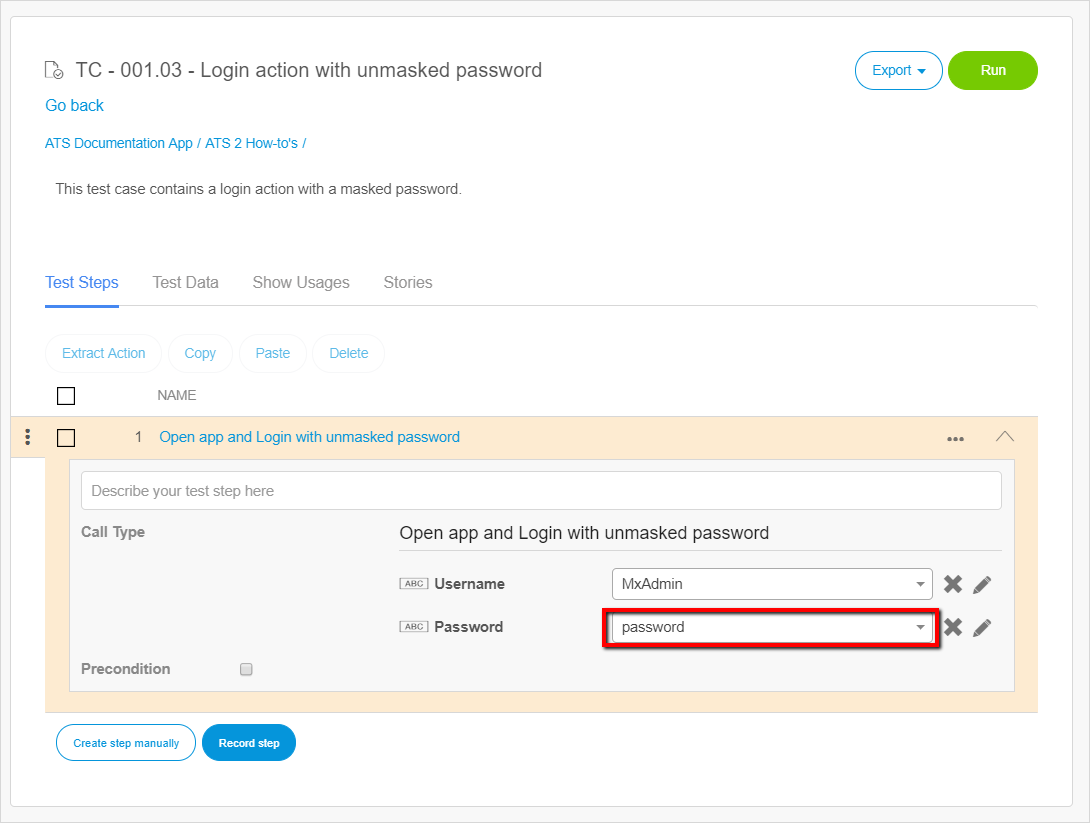 TC - 001.03 - Login action with unmasked password
Export
Run
Go back
ATS Documentation App / ATS 2 How-to's /
This test case contains a login action with a masked password.
Test Steps Test Data Show Usages Stories
Extract Action Copy Paste Delete
NAME
1 Open app and Login with unmasked password
Describe your test step here
Call Type Open app and Login with unmasked password
ABC Username MxAdmin
ABC Password password
Precondition
Create step manually Record step